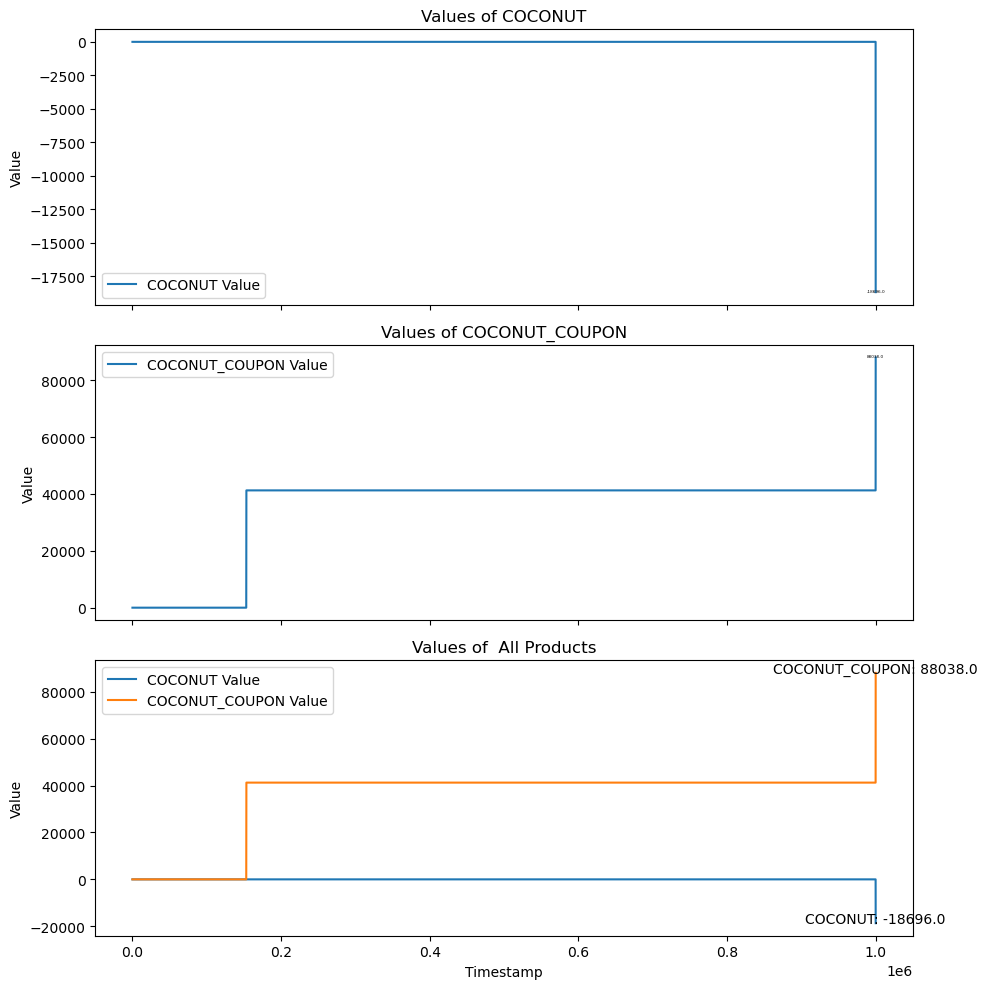 Values of COCONUT
0
−2500
−5000
−7500
−10000
−12500
−15000
−17500
Value
COCONUT Value
Values of COCONUT_COUPON
COCONUT_COUPON Value
80000
60000
40000
20000
0
Value
88038.0
Values of  All Products
COCONUT Value
COCONUT_COUPON Value
COCONUT_COUPON: 88038.0
80000
60000
40000
20000
0
−20000
Value
COCONUT: -18696.0
0.0
0.2
0.4
0.6
0.8
1.0
Timestamp
1e6